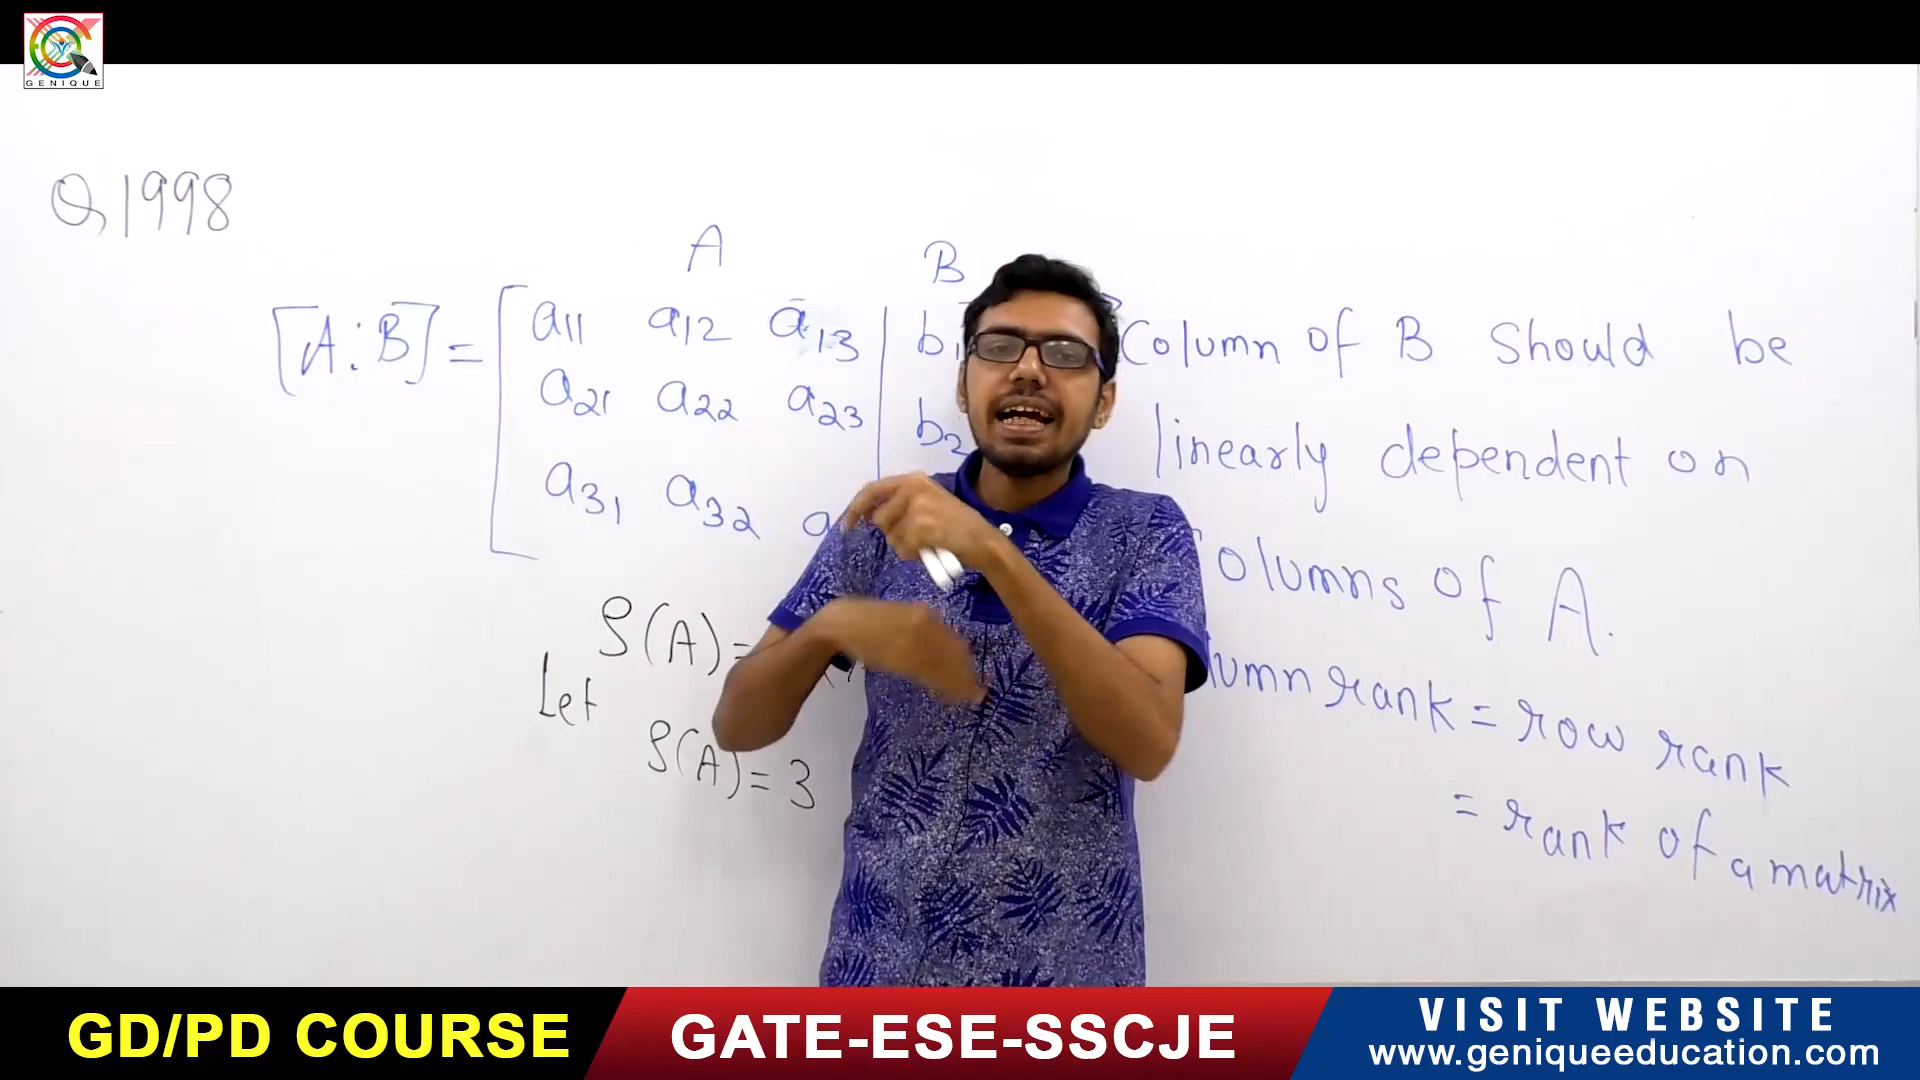 GENIQUE
Q 1998
A B
[A:B] = a11 a12 a13 b1 Column of B should be
a21 a22 a23 b2 linearly dependent on
a31 a32 a Columns of A.
ρ(A) =
Let
ρ(A) = 3
rank = row rank
= rank of a matrix
GD/PD COURSE
GATE-ESE-SSCJE
VISIT WEBSITE
www.geniqueeducation.com